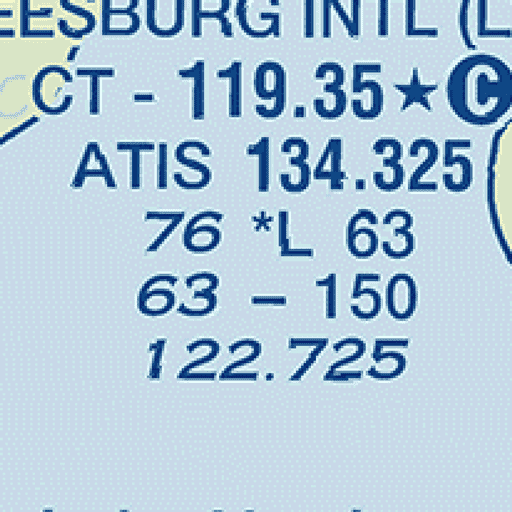 EESBURG INTL (L
CT - 119.35★Ⓒ
ATIS 134.325
76 *L 63
63 – 150
122.725